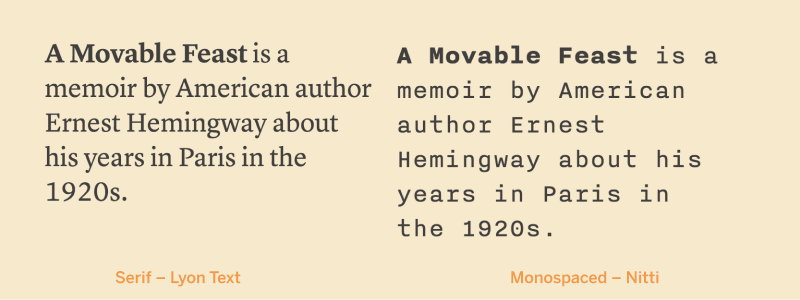 A Movable Feast is a
memoir by American author
Ernest Hemingway about
his years in Paris in the
1920s.
Serif – Lyon Text
A Movable Feast is a
memoir by American
author Ernest
Hemingway about his
years in Paris in
the 1920s.
Monospaced – Nitti